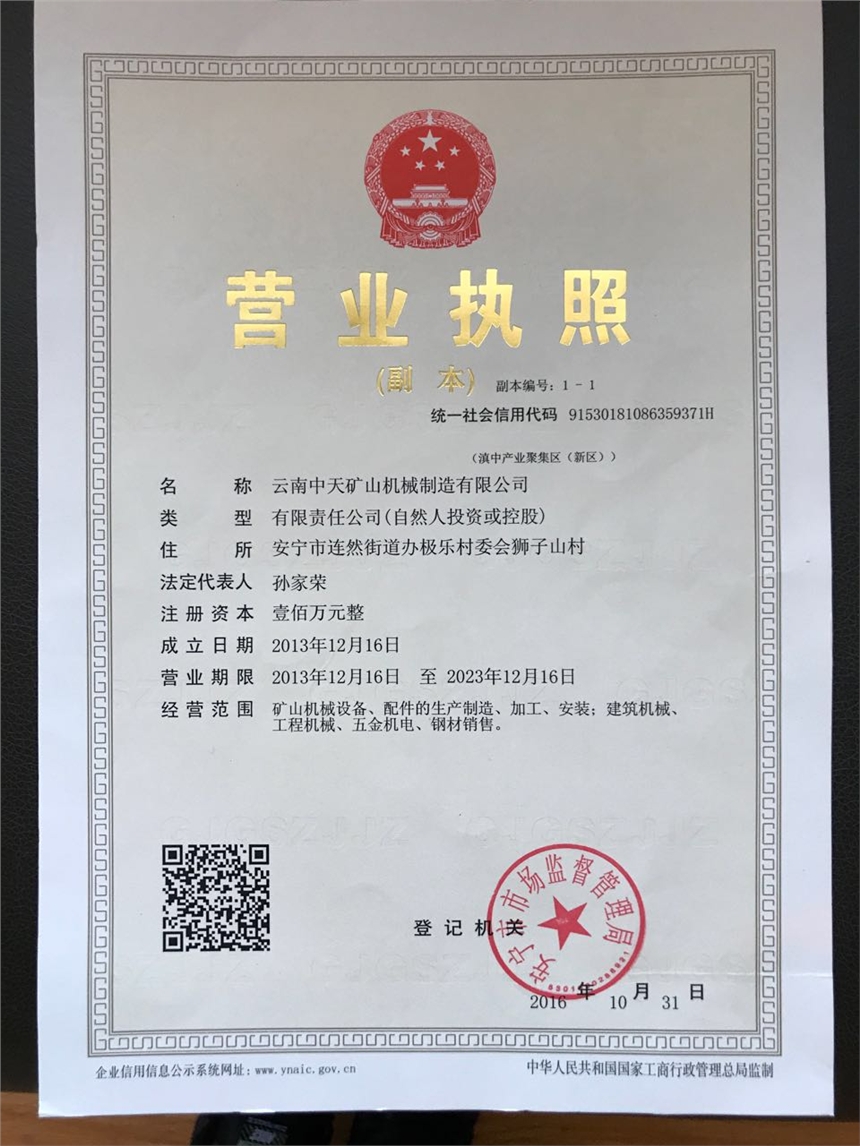 营业执照
(副 本) 副本编号：1 - 1
统一社会信用代码 91530181086359371H
（滇中产业聚集区（新区））
名 称 云南中天矿山机械制造有限公司
类 型 有限责任公司(自然人投资或控股)
住 所 安宁市连然街道办极乐村委会狮子山村
法定代表人 孙家荣
注册资本 壹佰万元整
成立日期 2013年12月16日
营业期限 2013年12月16日 至 2023年12月16日
经营范围 矿山机械设备、配件的生产制造、加工、安装；建筑机械、
工程机械、五金机电、钢材销售。
登记机关
安宁市市场监督管理局
2016 年 10 月 31 日
企业信用信息公示系统网址：www.ynaic.gov.cn
中华人民共和国国家工商行政管理总局监制